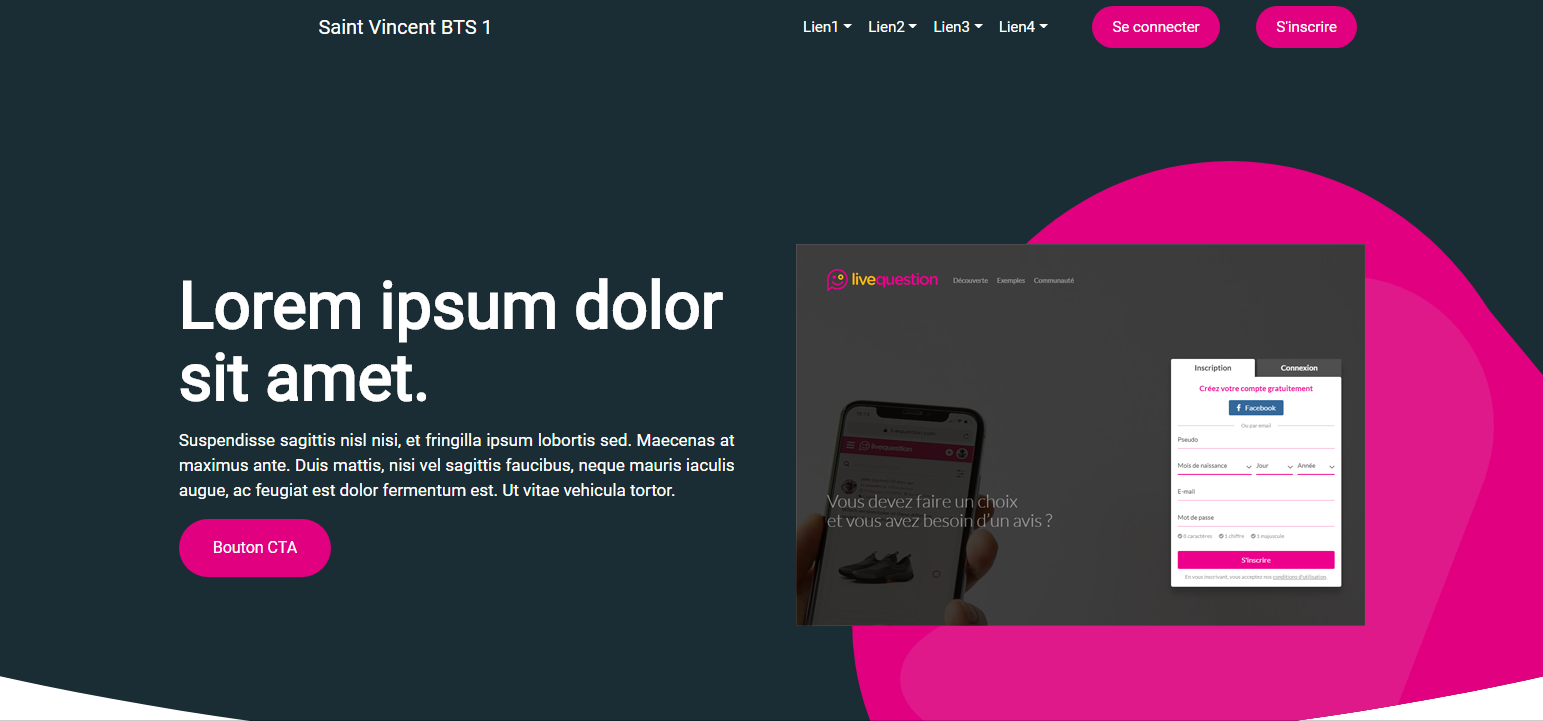 Saint Vincent BTS 1
Lien1 Lien2 Lien3 Lien4 Se connecter S'inscrire
Lorem ipsum dolor
sit amet.
Suspendisse sagittis nisl nisi, et fringilla ipsum lobortis sed. Maecenas at
maximus ante. Duis mattis, nisi vel sagittis faucibus, neque mauris iaculis
augue, ac feugiat est dolor fermentum est. Ut vitae vehicula tortor.
Bouton CTA
livequestion Découverte Exemples Communauté
livequestion
Vous devez faire un choix
et vous avez besoin d'un avis ?
Inscription Connexion
Créez votre compte gratuitement
Facebook
Ou par email
Pseudo
Mois de naissance Jour Année
E-mail
Mot de passe
8 caractères 1 chiffre 1 majuscule
S'inscrire
En vous inscrivant, vous acceptez nos conditions d'utilisation